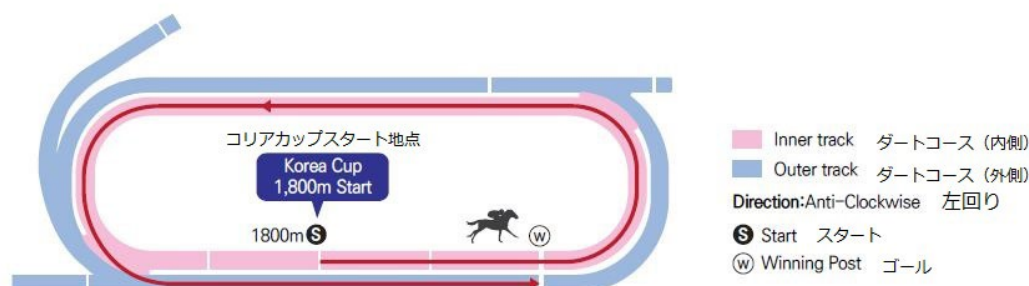 コリアカップスタート地点
Korea Cup
1,800m Start
1800m S
W
Inner track ダートコース（内側）
Outer track ダートコース（外側）
Direction:Anti-Clockwise 左回り
S Start スタート
W Winning Post ゴール